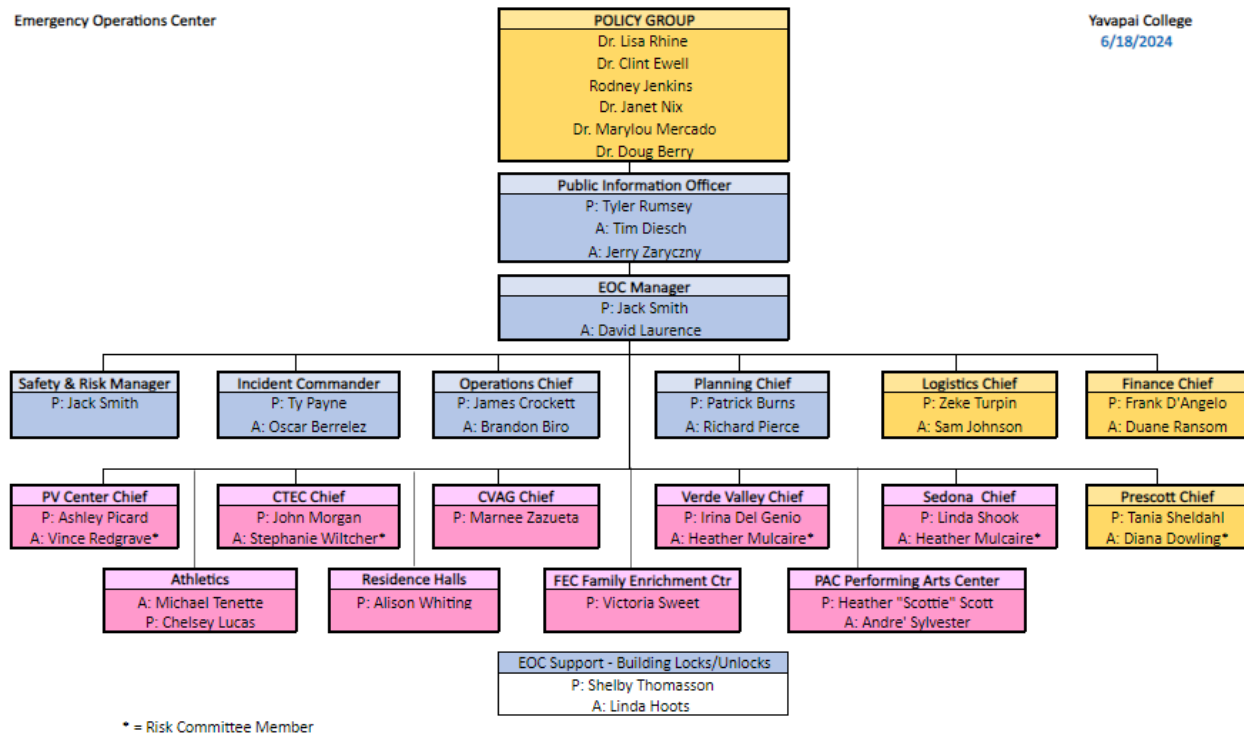 Emergency Operations Center
Yavapai College
6/18/2024
POLICY GROUP
Dr. Lisa Rhine
Dr. Clint Ewell
Rodney Jenkins
Dr. Janet Nix
Dr. Marylou Mercado
Dr. Doug Berry
Public Information Officer
P: Tyler Rumsey
A: Tim Diesch
A: Jerry Zaryczny
EOC Manager
P: Jack Smith
A: David Laurence
Safety & Risk Manager
P: Jack Smith
Incident Commander
P: Ty Payne
A: Oscar Berrelez
Operations Chief
P: James Crockett
A: Brandon Biro
Planning Chief
P: Patrick Burns
A: Richard Pierce
Logistics Chief
P: Zeke Turpin
A: Sam Johnson
Finance Chief
P: Frank D'Angelo
A: Duane Ransom
PV Center Chief
P: Ashley Picard
A: Vince Redgrave*
CTEC Chief
P: John Morgan
A: Stephanie Wiltcher*
CVAG Chief
P: Marnee Zazueta
Verde Valley Chief
P: Irina Del Genio
A: Heather Mulcaire*
Sedona Chief
P: Linda Shook
A: Heather Mulcaire*
Prescott Chief
P: Tania Sheldahl
A: Diana Dowling*
Athletics
A: Michael Tenette
P: Chelsey Lucas
Residence Halls
P: Alison Whiting
FEC Family Enrichment Ctr
P: Victoria Sweet
PAC Performing Arts Center
P: Heather "Scottie" Scott
A: Andre' Sylvester
EOC Support - Building Locks/Unlocks
P: Shelby Thomasson
A: Linda Hoots
* = Risk Committee Member